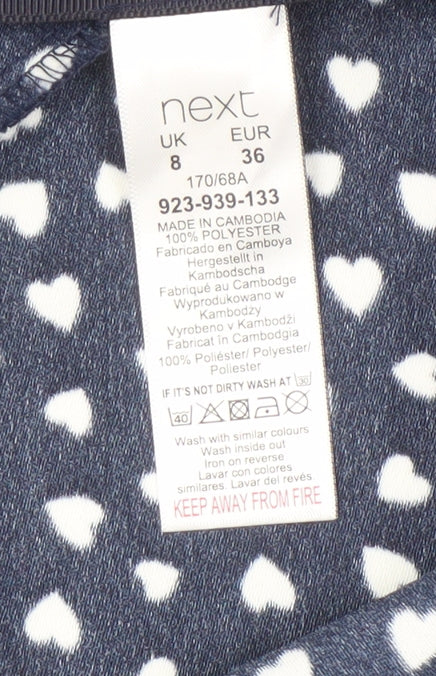 next
UK EUR
8 36
170/68A
923-939-133
MADE IN CAMBODIA
100% POLYESTER
Fabricado en Camboya
Hergestellt in
Kambodscha
Fabriqué au Cambodge
Wyprodukowano w
Kambodzy
Vyrobeno v Kambodži
Fabricat în Cambodgia
100% Poliéster/ Polyester/
Poliester
IF IT'S NOT DIRTY WASH AT 30
40
Wash with similar colours
Wash inside out
Iron on reverse
Lavar con colores
similares. Lavar del revés
KEEP AWAY FROM FIRE